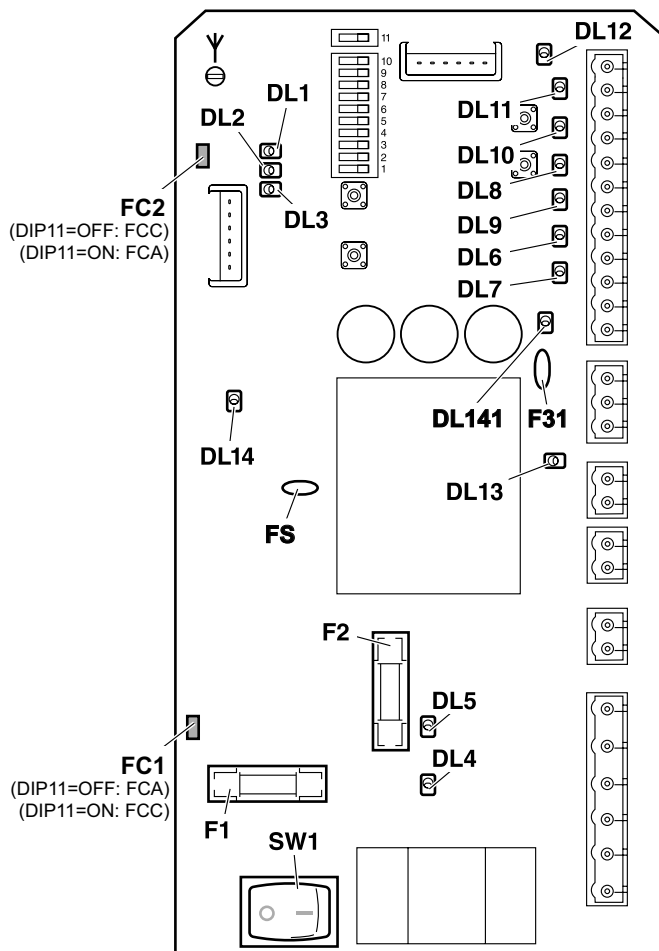 DL12
11
10
9
8
7
6
5
4
3
2
1
DL1
DL2
DL3
DL11
DL10
DL8
DL9
DL6
DL7
FC2
(DIP11=OFF: FCC)
(DIP11=ON: FCA)
DL141
F31
DL14
DL13
FS
F2
DL5
DL4
FC1
(DIP11=OFF: FCA)
(DIP11=ON: FCC)
F1
SW1